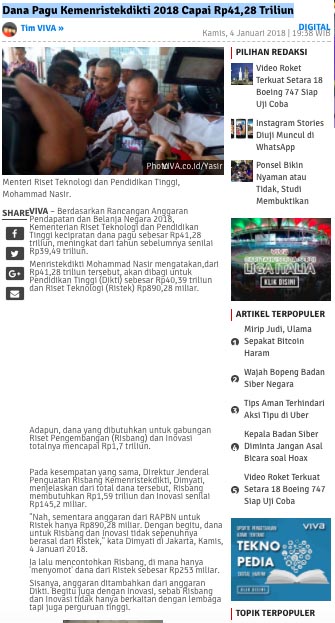 Dana Pagu Kemenristekdikti 2018 Capai Rp41,28 Triliun
Tim VIVA »
DIGITAL
Kamis, 4 Januari 2018 | 19:38 WIB
Photo : VIVA.co.id/Yasir
Menteri Riset Teknologi dan Pendidikan Tinggi,
Mohammad Nasir.
SHARE
VIVA – Berdasarkan Rancangan Anggaran
Pendapatan dan Belanja Negara 2018,
Kementerian Riset Teknologi dan Pendidikan
Tinggi kecipratan dana pagu sebesar Rp41,28
triliun, meningkat dari tahun sebelumnya senilai
Rp39,49 triliun.
Menristekdikti Mohammad Nasir mengatakan,dari
Rp41,28 triliun tersebut, akan dibagi untuk
Pendidikan Tinggi (Dikti) sebesar Rp40,39 triliun
dan Riset Teknologi (Ristek) Rp890,28 miliar.
Adapun, dana yang dibutuhkan untuk gabungan
Riset Pengembangan (Risbang) dan Inovasi
totalnya mencapai Rp1,7 triliun.
Pada kesempatan yang sama, Direktur Jenderal
Penguatan Risbang Kemenristekdikti, Dimyati,
menjelaskan dari total dana tersebut, Risbang
membutuhkan Rp1,59 triliun dan Inovasi senilai
Rp145,2 miliar.
"Nah, sementara anggaran dari RAPBN untuk
Ristek hanya Rp890,28 miliar. Dengan begitu, dana
untuk Risbang dan Inovasi tidak sepenuhnya
berasal dari Ristek," kata Dimyati di Jakarta, Kamis,
4 Januari 2018.
Ia lalu mencontohkan Risbang, di mana hanya
'menyomot' dana dari Ristek sebesar Rp253 miliar.
Sisanya, anggaran ditambahkan dari anggaran
Dikti. Begitu juga dengan Inovasi, sebab Risbang
dan Inovasi tidak hanya berkaitan dengan lembaga
tapi juga perguruan tinggi.
PILIHAN REDAKSI
Video Roket
Terkuat Setara 18
Boeing 747 Siap
Uji Coba
Instagram Stories
Diuji Muncul di
WhatsApp
Ponsel Bikin
Nyaman atau
Tidak, Studi
Membuktikan
LIGA ITALIA
KLIK DISINI
ARTIKEL TERPOPULER
1
Mirip Judi, Ulama
Sepakat Bitcoin
Haram
2
Wajah Bopeng Badan
Siber Negara
3
Tips Aman Terhindari
Aksi Tipu di Uber
4
Kepala Badan Siber
Diminta Jangan Asal
Bicara soal Hoax
5
Video Roket Terkuat
Setara 18 Boeing 747
Siap Uji Coba
viva
TEKNO
PEDIA
KLIK DISINI
TOPIK TERPOPULER